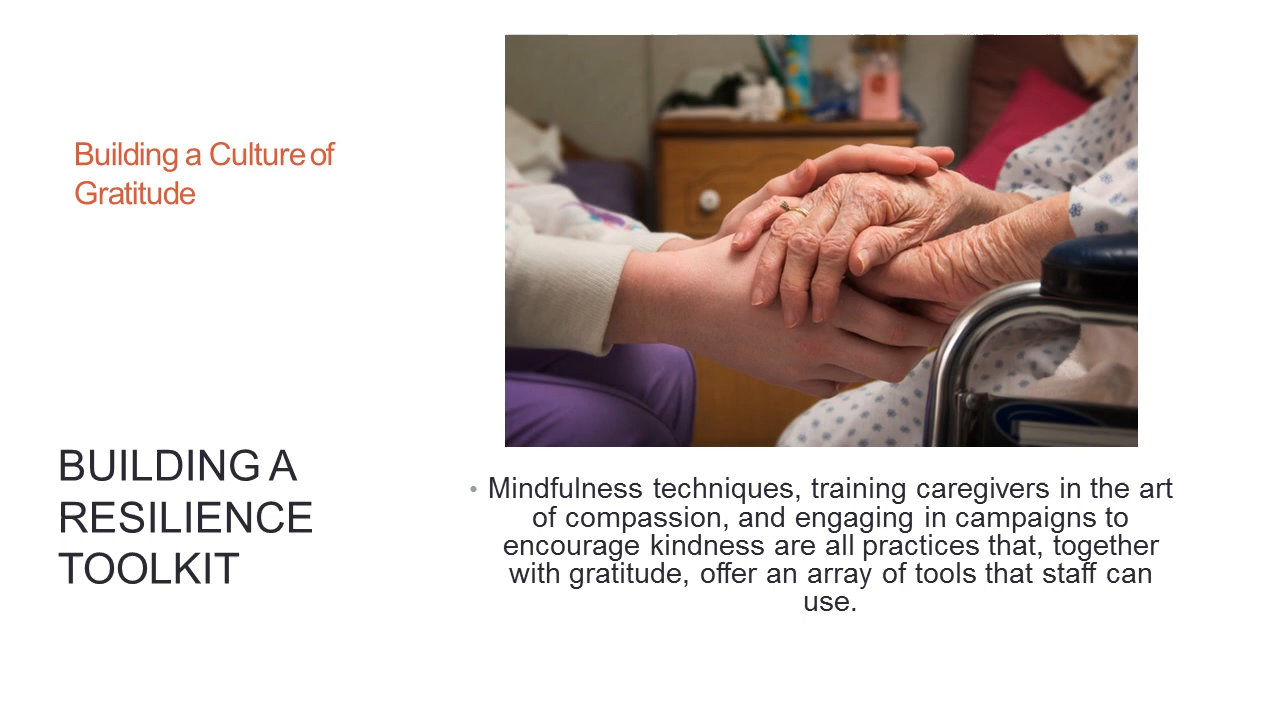 Building a Culture of
Gratitude
BUILDING A
RESILIENCE
TOOLKIT
• Mindfulness techniques, training caregivers in the art
of compassion, and engaging in campaigns to
encourage kindness are all practices that, together
with gratitude, offer an array of tools that staff can
use.